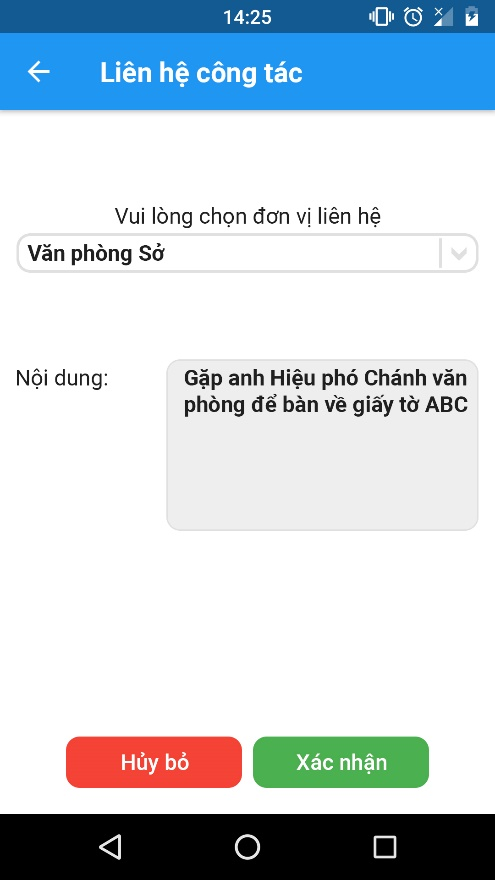 14:25
Liên hệ công tác
Vui lòng chọn đơn vị liên hệ
Văn phòng Sở
Nội dung:
Gặp anh Hiệu phó Chánh văn
phòng để bàn về giấy tờ ABC
Hủy bỏ
Xác nhận